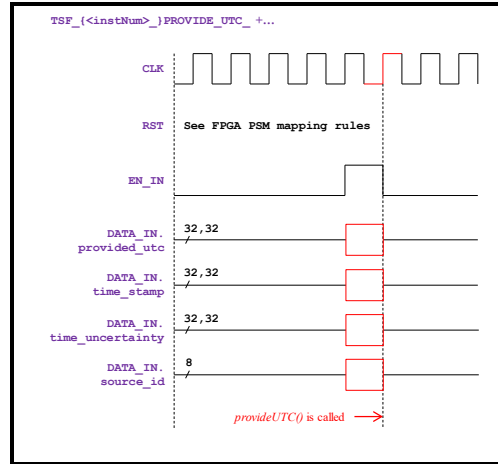 TSF_{<instNum>_}PROVIDE_UTC_ +...
CLK
RST See FPGA PSM mapping rules
EN_IN
DATA_IN. 32,32
provided_utc
DATA_IN. 32,32
time_stamp
DATA_IN. 32,32
time_uncertainty
DATA_IN. 8
source_id
provideUTC() is called